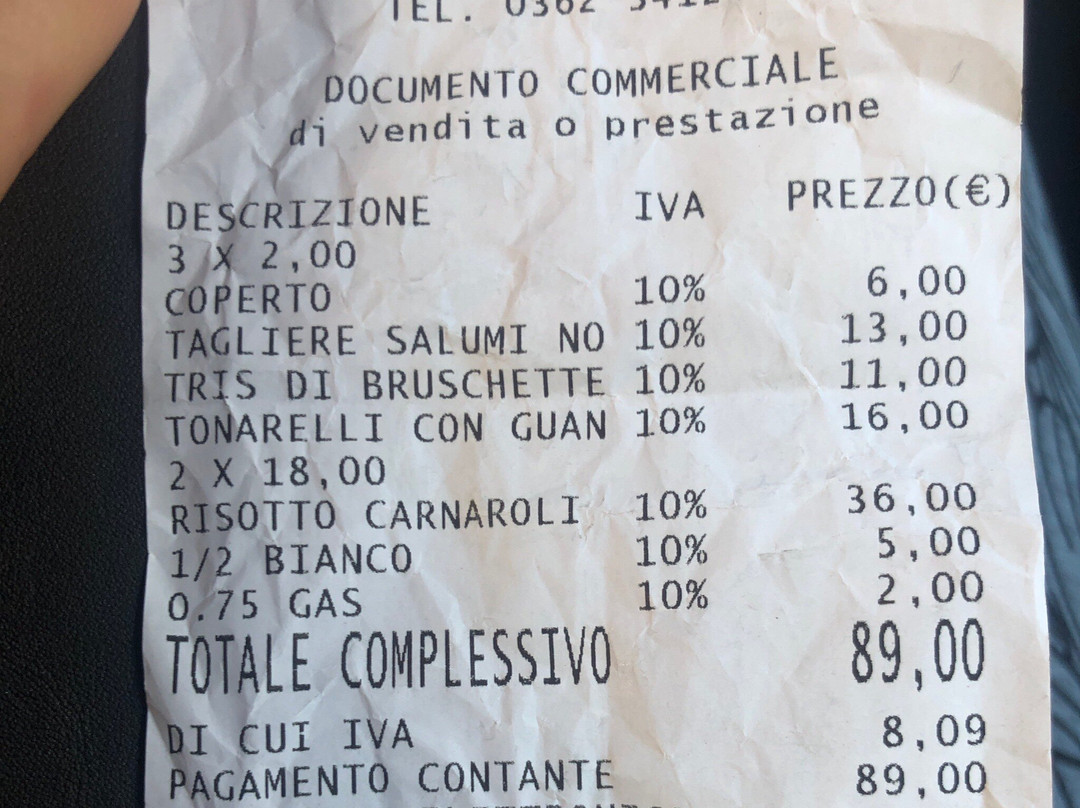 TEL. 0362
DOCUMENTO COMMERCIALE
di vendita o prestazione
DESCRIZIONE IVA PREZZO(€)
3 X 2,00
COPERTO 10% 6,00
TAGLIERE SALUMI NO 10% 13,00
TRIS DI BRUSCHETTE 10% 11,00
TONARELLI CON GUAN 10% 16,00
2 X 18,00
RISOTTO CARNAROLI 10% 36,00
1/2 BIANCO 10% 5,00
0.75 GAS 10% 2,00
TOTALE COMPLESSIVO 89,00
DI CUI IVA 8,09
PAGAMENTO CONTANTE 89,00